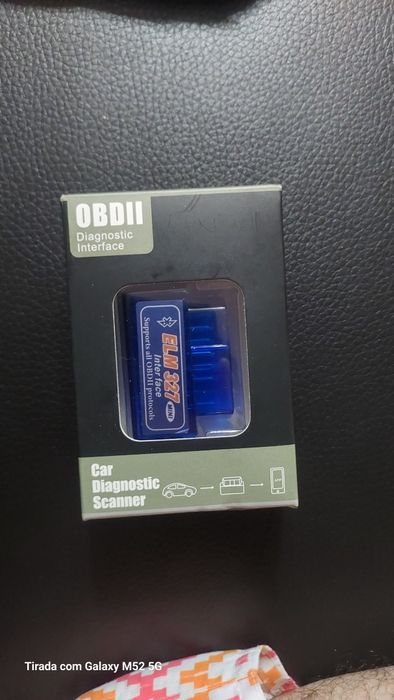 OBDII
Diagnostic
Interface
ELM 327
Interface
MINI
Supports all OBDII protocols
Car
Diagnostic
Scanner
APP
Tirada com Galaxy M52 5G